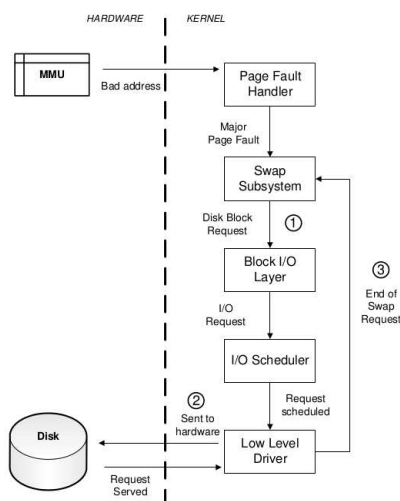 HARDWARE
KERNEL
MMU
Bad address
Page Fault
Handler
Major
Page Fault
Swap
Subsystem
Disk Block
Request
1
Block I/O
Layer
3
End of
Swap
Request
I/O
Request
I/O Scheduler
2
Sent to
hardware
Request
scheduled
Disk
Low Level
Driver
Request
Served